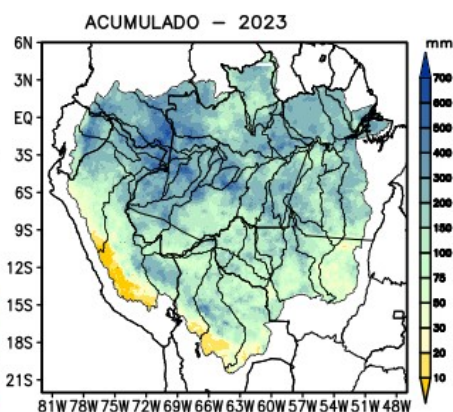 ACUMULADO – 2023
mm
6N
3N
EQ
3S
6S
9S
12S
15S
18S
21S
81W 78W 75W 72W 69W 66W 63W 60W 57W 54W 51W 48W
700
600
500
400
300
200
150
100
75
50
30
20
10